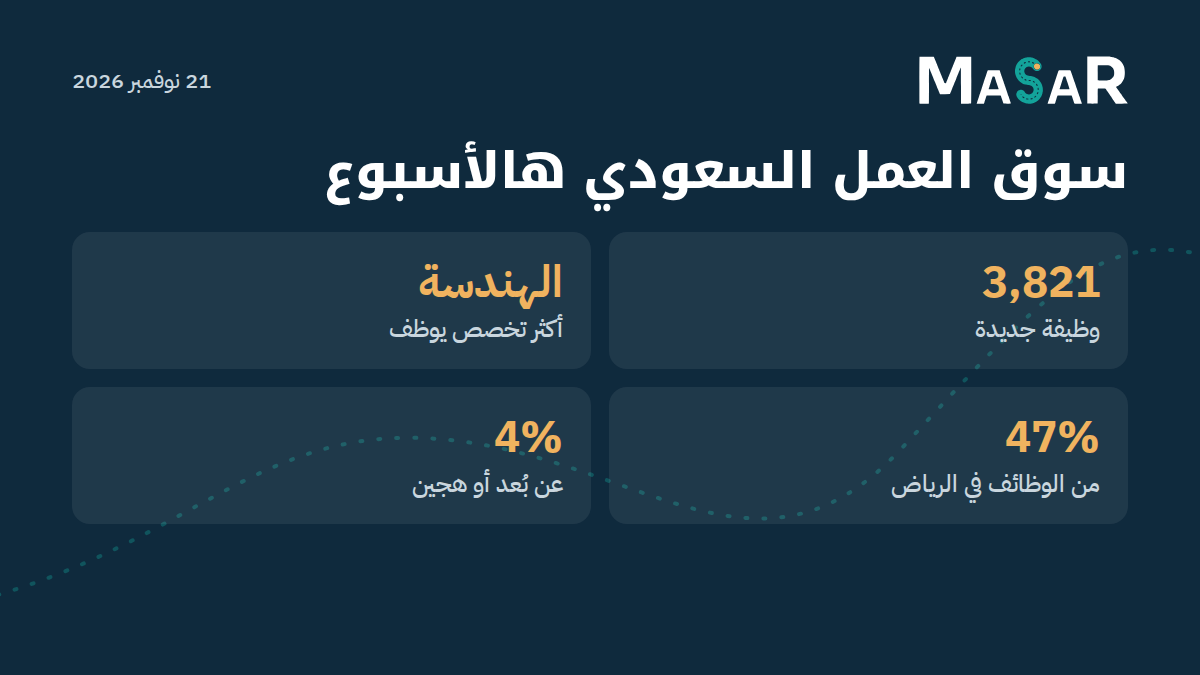 MASAR
21 نوفمبر 2026
سوق العمل السعودي هالأسبوع
3,821
وظيفة جديدة
الهندسة
أكثر تخصص يوظف
47%
من الوظائف في الرياض
4%
عن بُعد أو هجين